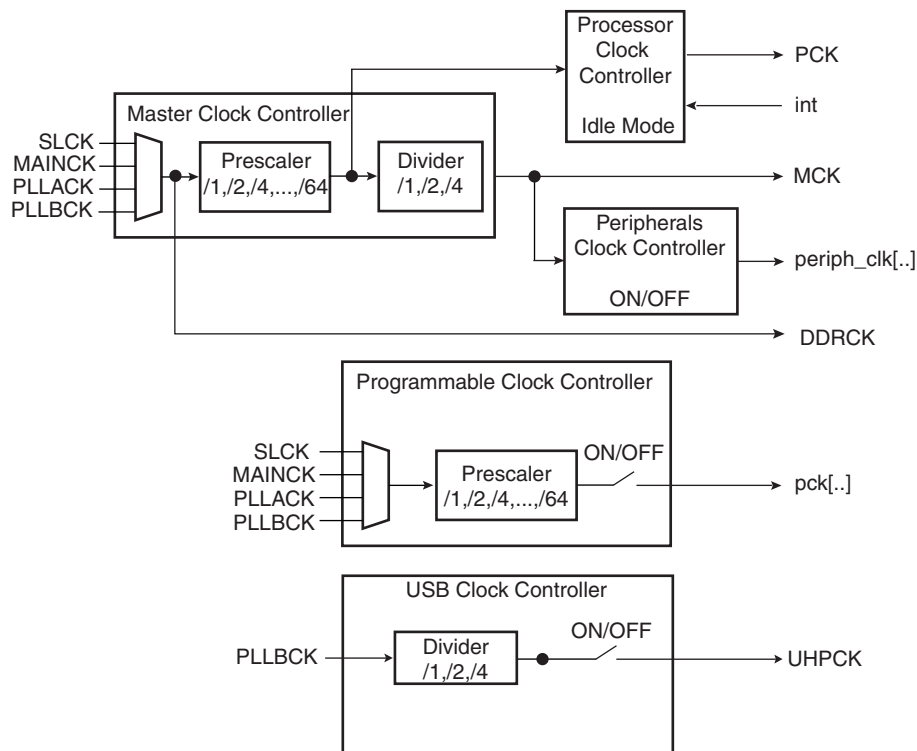 Processor
Clock
Controller
Idle Mode
PCK
int
Master Clock Controller
SLCK
MAINCK
PLLACK
PLLBCK
Prescaler
/1,/2,/4,...,/64
Divider
/1,/2,/4
MCK
Peripherals
Clock Controller
ON/OFF
periph_clk[..]
DDRCK
Programmable Clock Controller
SLCK
MAINCK
PLLACK
PLLBCK
Prescaler
/1,/2,/4,...,/64
ON/OFF
pck[..]
USB Clock Controller
PLLBCK
Divider
/1,/2,/4
ON/OFF
UHPCK